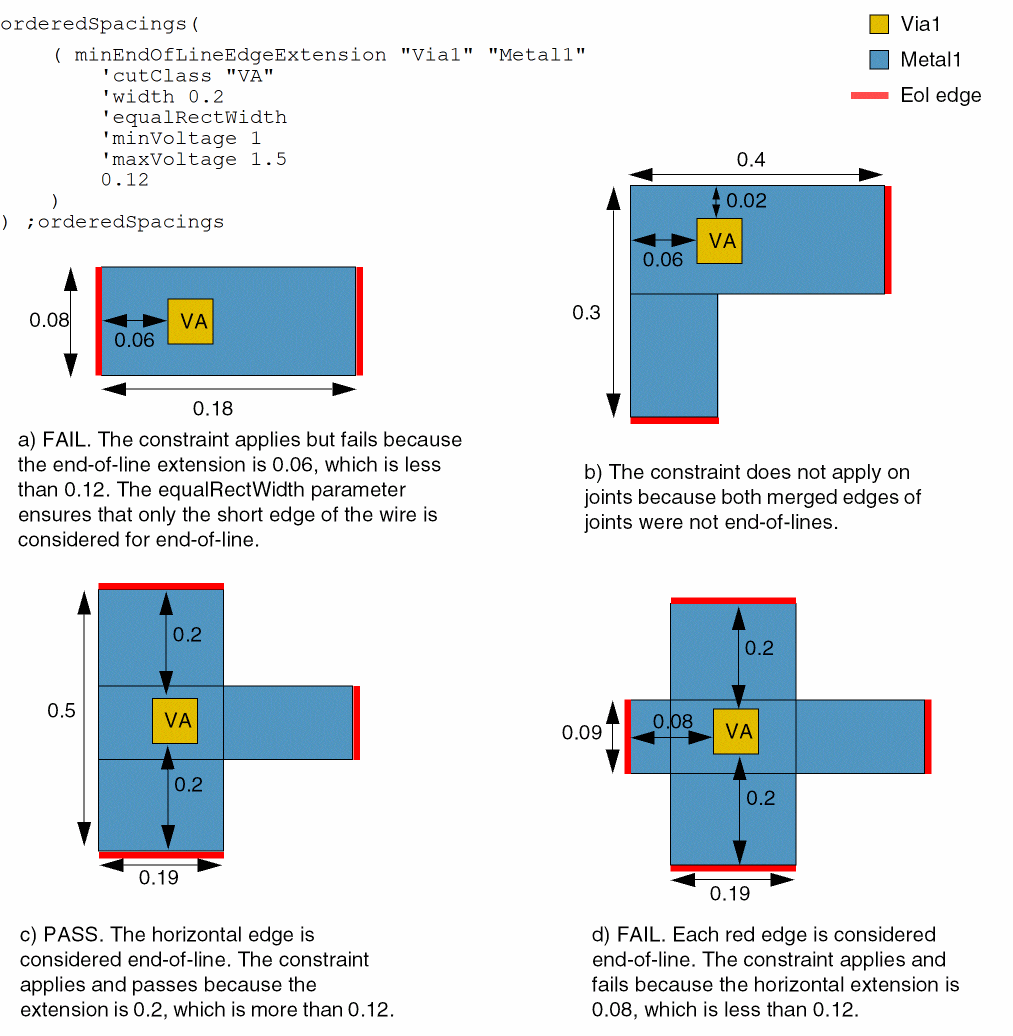 orderedSpacings(
( minEndOfLineEdgeExtension "Via1" "Metal1"
'cutClass "VA"
'width 0.2
'equalRectWidth
'minVoltage 1
'maxVoltage 1.5
0.12
)
) ;orderedSpacings
Via1
Metal1
Eol edge
0.08
VA
0.06
0.18
a) FAIL. The constraint applies but fails because
the end-of-line extension is 0.06, which is less
than 0.12. The equalRectWidth parameter
ensures that only the short edge of the wire is
considered for end-of-line.
0.4
0.02
VA
0.06
0.3
b) The constraint does not apply on
joints because both merged edges of
joints were not end-of-lines.
0.2
0.5
VA
0.2
0.19
c) PASS. The horizontal edge is
considered end-of-line. The constraint
applies and passes because the
extension is 0.2, which is more than 0.12.
0.2
0.08
0.09
VA
0.2
0.19
d) FAIL. Each red edge is considered
end-of-line. The constraint applies and
fails because the horizontal extension is
0.08, which is less than 0.12.